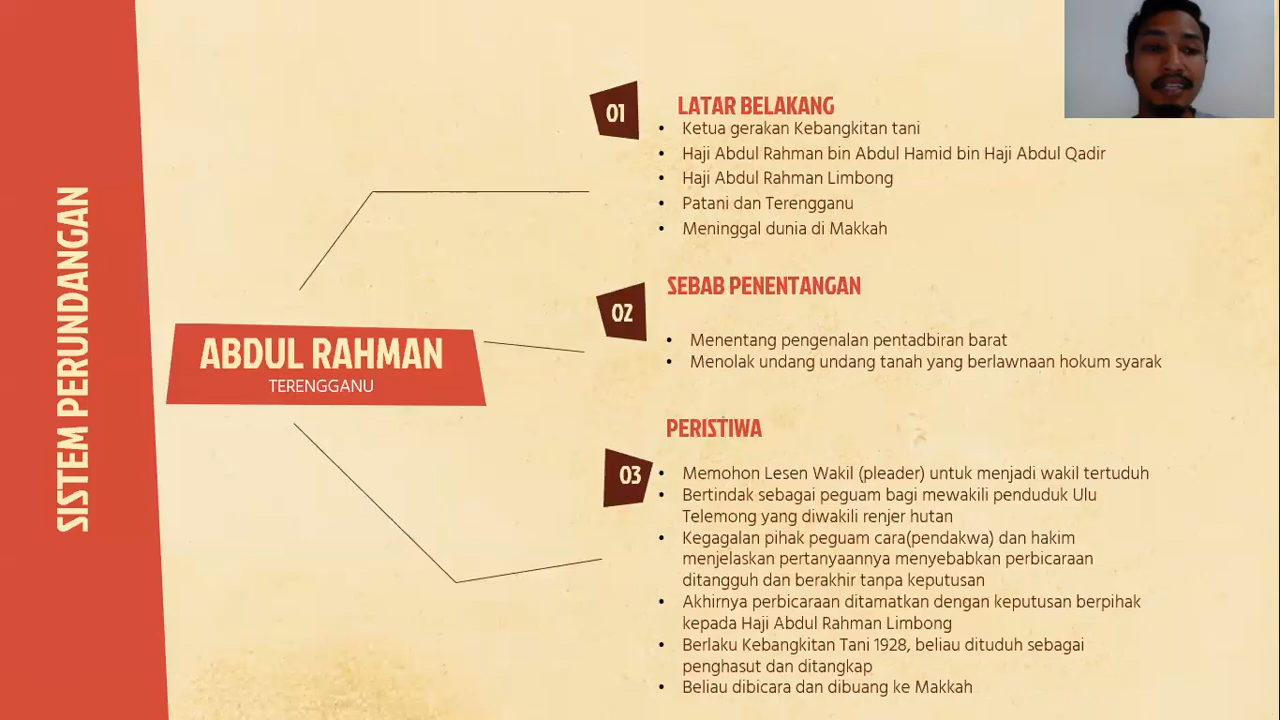 SISTEM PERUNDANGAN
ABDUL RAHMAN
TERENGGANU
01
LATAR BELAKANG
• Ketua gerakan Kebangkitan tani
• Haji Abdul Rahman bin Abdul Hamid bin Haji Abdul Qadir
• Haji Abdul Rahman Limbong
• Patani dan Terengganu
• Meninggal dunia di Makkah
02
SEBAB PENENTANGAN
• Menentang pengenalan pentadbiran barat
• Menolak undang undang tanah yang berlawnaan hokum syarak
PERISTIWA
03
• Memohon Lesen Wakil (pleader) untuk menjadi wakil tertuduh
• Bertindak sebagai peguam bagi mewakili penduduk Ulu
Telemong yang diwakili renjer hutan
• Kegagalan pihak peguam cara(pendakwa) dan hakim
menjelaskan pertanyaannya menyebabkan perbicaraan
ditangguh dan berakhir tanpa keputusan
• Akhirnya perbicaraan ditamatkan dengan keputusan berpihak
kepada Haji Abdul Rahman Limbong
• Berlaku Kebangkitan Tani 1928, beliau dituduh sebagai
penghasut dan ditangkap
• Beliau dibicara dan dibuang ke Makkah